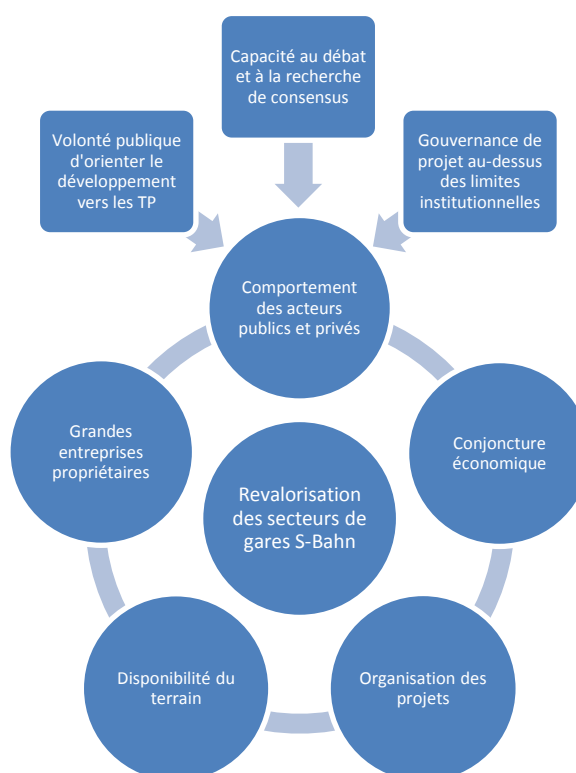 Capacité au débat
et à la recherche
de consensus
Volonté publique
d'orienter le
développement
vers les TP
Gouvernance de
projet au-dessus
des limites
institutionnelles
Comportement
des acteurs
publics et privés
Grandes
entreprises
propriétaires
Conjoncture
économique
Revalorisation
des secteurs de
gares S-Bahn
Disponibilité du
terrain
Organisation des
projets